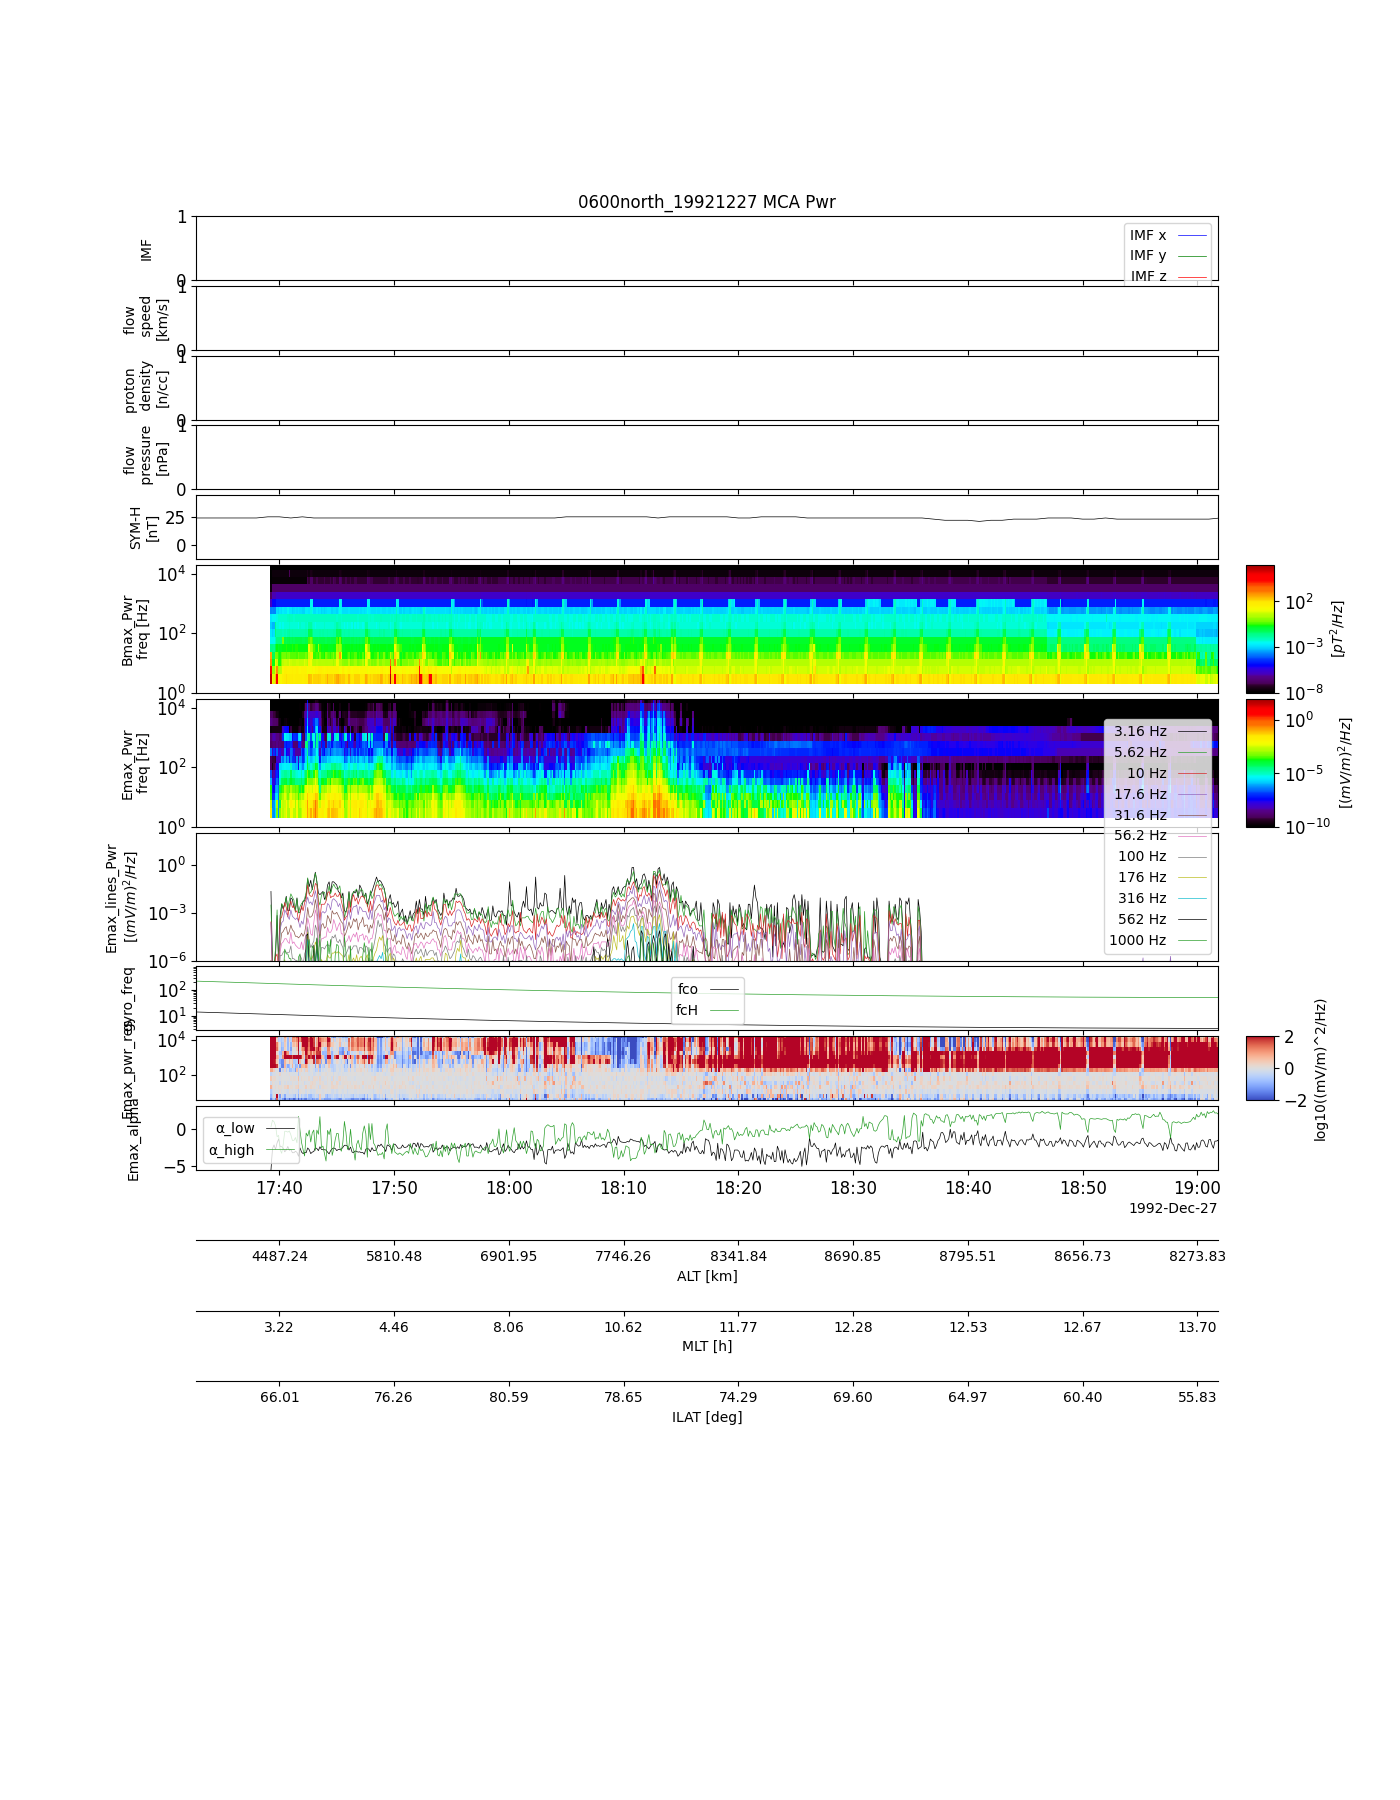 0600north_19921227 MCA Pwr
1
0
IMF
IMF x
IMF y
IMF z
1
0
flow
speed
[km/s]
1
0
proton
density
[n/cc]
1
0
flow
pressure
[nPa]
25
0
SYM-H
[nT]
10^4
10^2
10^0
Bmax_Pwr
freq [Hz]
10^2
10^-3
10^-8
[pT^2/Hz]
10^4
10^2
10^0
Emax_Pwr
freq [Hz]
10^0
10^-5
10^-10
[(mV/m)^2/Hz]
3.16 Hz
5.62 Hz
10 Hz
17.6 Hz
31.6 Hz
56.2 Hz
100 Hz
176 Hz
316 Hz
562 Hz
1000 Hz
10^0
10^-3
10^-6
Emax_lines_Pwr
[(mV/m)^2/Hz]
10^2
10^1
fco
fcH
10^4
10^2
2
0
−2
log10((mV/m)^2/Hz)
0
−5
Emax_alpha
α_low
α_high
17:40 17:50 18:00 18:10 18:20 18:30 18:40 18:50 19:00
1992-Dec-27
4487.24 5810.48 6901.95 7746.26 8341.84 8690.85 8795.51 8656.73 8273.83
ALT [km]
3.22 4.46 8.06 10.62 11.77 12.28 12.53 12.67 13.70
MLT [h]
66.01 76.26 80.59 78.65 74.29 69.60 64.97 60.40 55.83
ILAT [deg]